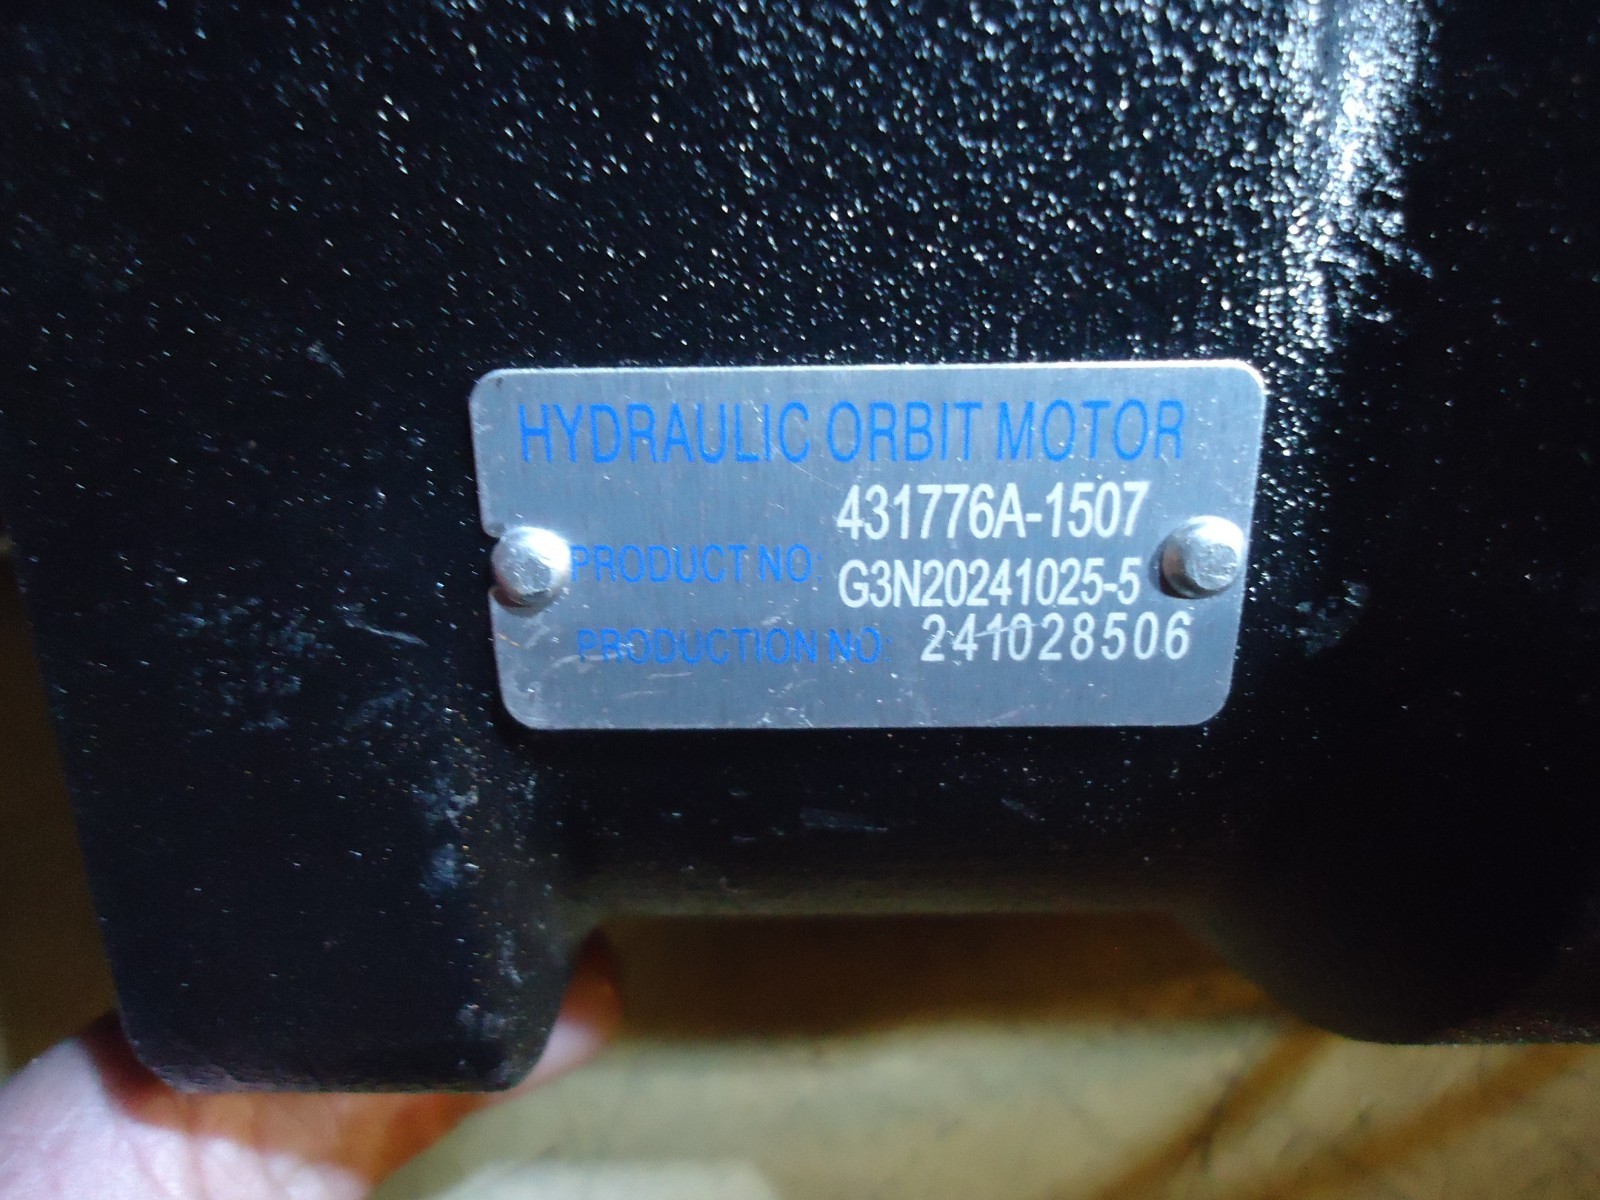 HYDRAULIC ORBIT MOTOR
431776A-1507
PRODUCT NO: G3N20241025-5
PRODUCTION NO: 241028506